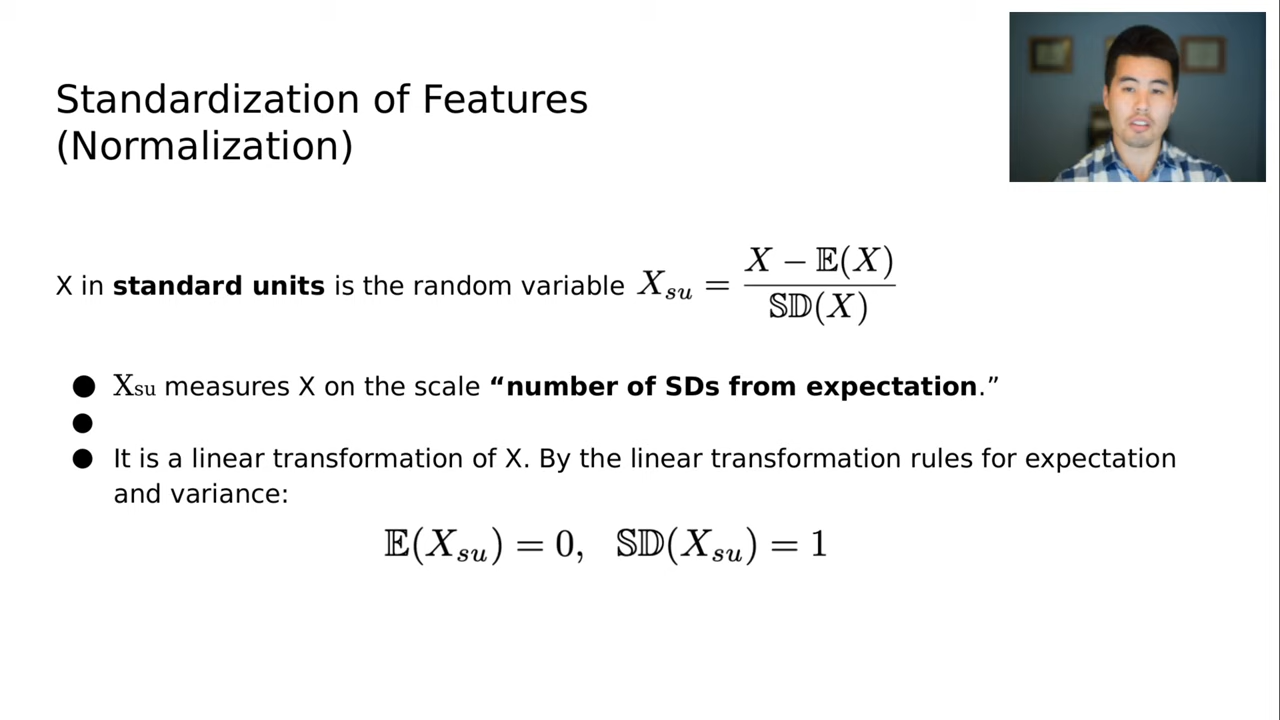 Standardization of Features
(Normalization)
X in standard units is the random variable X_su = (X − 𝔼(X)) / 𝕊𝔻(X)
● Xsu measures X on the scale “number of SDs from expectation.”
●
● It is a linear transformation of X. By the linear transformation rules for expectation
and variance:
𝔼(X_su) = 0, 𝕊𝔻(X_su) = 1